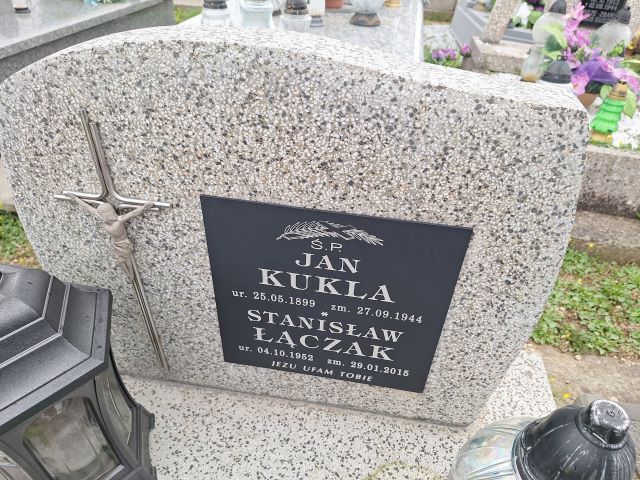 Ś.P.
JAN
KUKLA
ur. 25.05.1899 zm. 27.09.1944
*
STANISŁAW
ŁĄCZAK
ur. 04.10.1952 zm. 29.01.2015
JEZU UFAM TOBIE